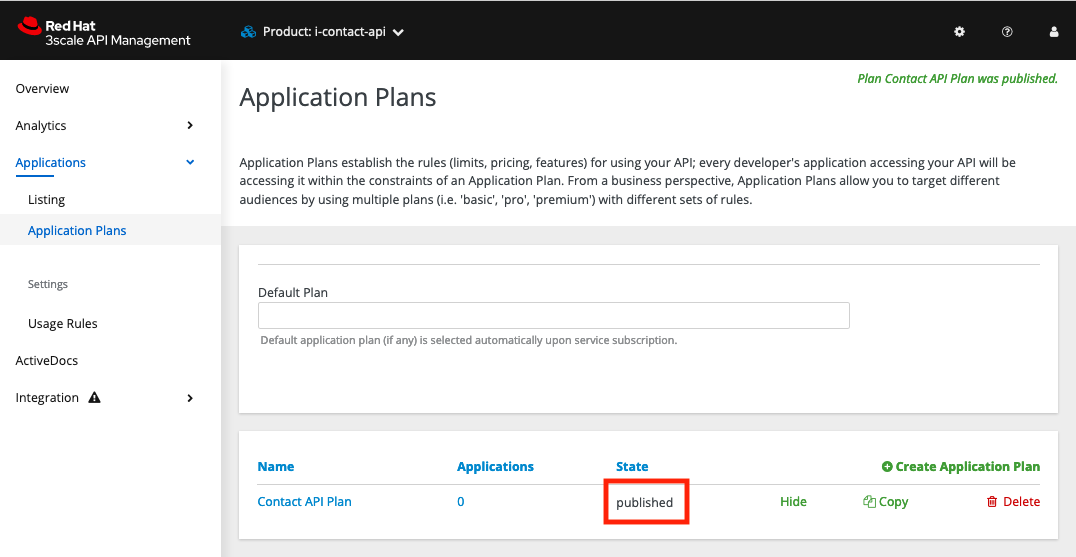 Red Hat
3scale API Management
Product: i-contact-api
Overview
Analytics
Applications
Listing
Application Plans
Settings
Usage Rules
ActiveDocs
Integration
Plan Contact API Plan was published.
Application Plans
Application Plans establish the rules (limits, pricing, features) for using your API; every developer's application accessing your API will be
accessing it within the constraints of an Application Plan. From a business perspective, Application Plans allow you to target different
audiences by using multiple plans (i.e. 'basic', 'pro', 'premium') with different sets of rules.
Default Plan
Default application plan (if any) is selected automatically upon service subscription.
Name Applications State Create Application Plan
Contact API Plan 0 published Hide Copy Delete